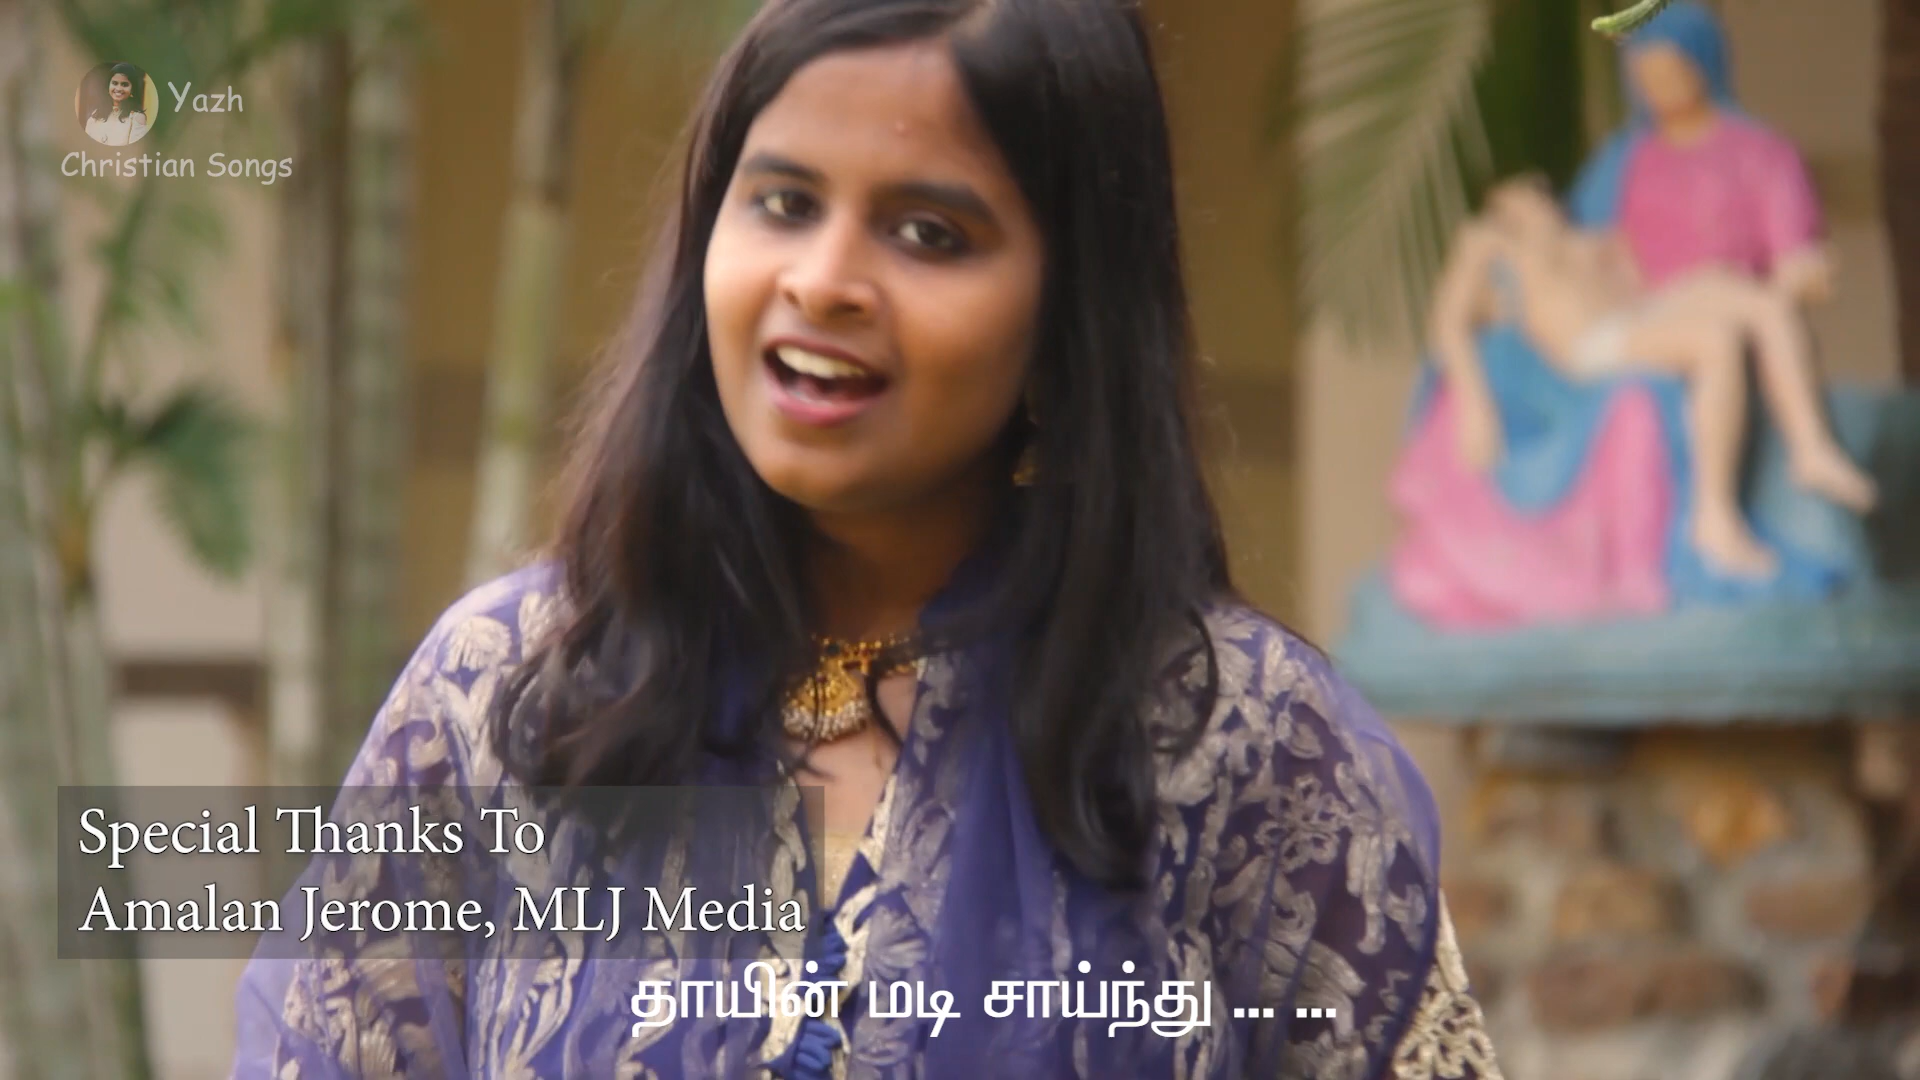 Yazh
Christian Songs
Special Thanks To
Amalan Jerome, MLJ Media
தாயின் மடி சாய்ந்து ... ...